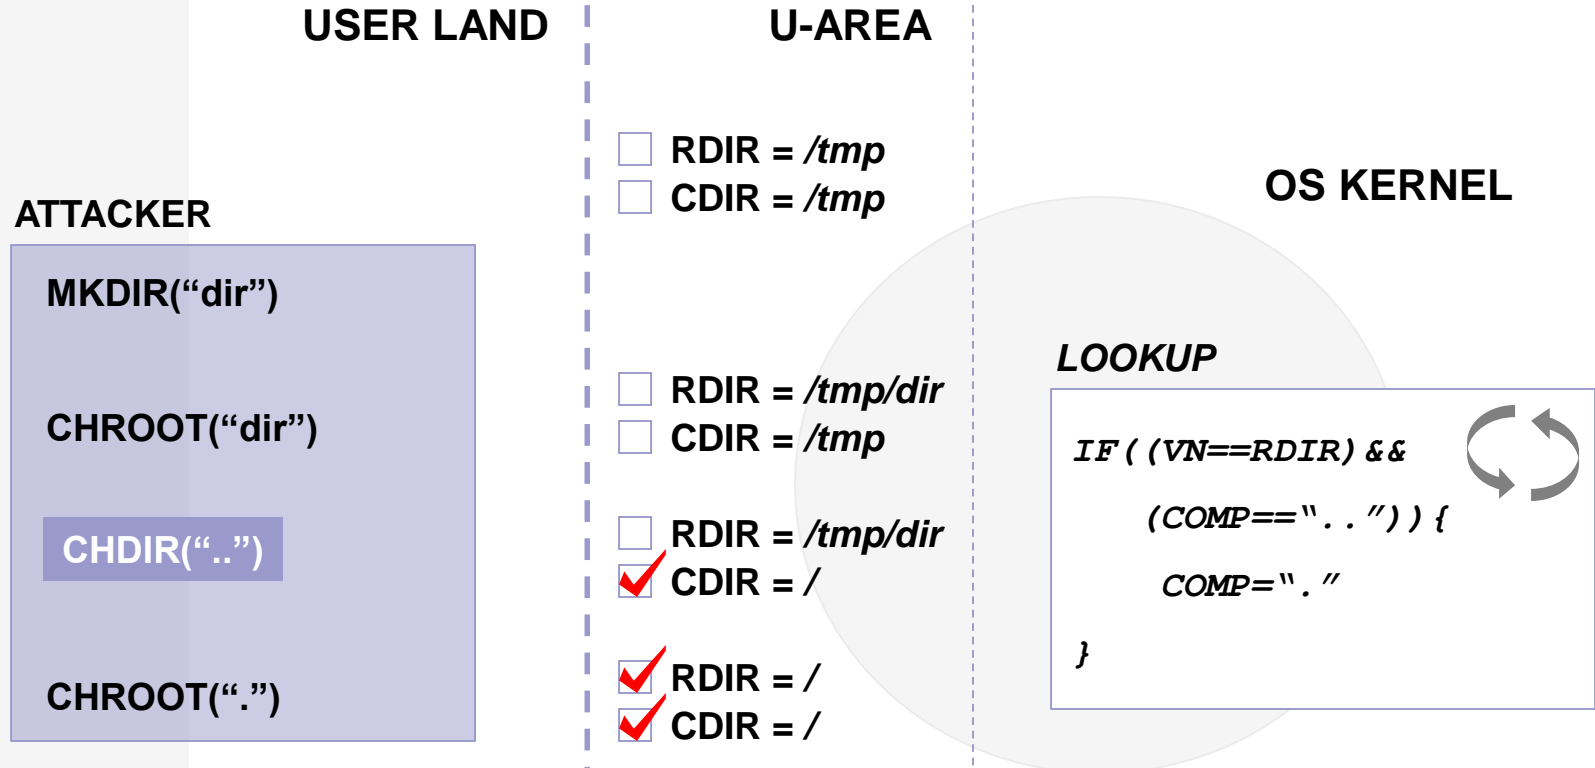 USER LAND
U-AREA
OS KERNEL
ATTACKER
MKDIR(“dir”)
CHROOT(“dir”)
CHDIR(“..”)
CHROOT(“.”)
RDIR = /tmp
CDIR = /tmp
RDIR = /tmp/dir
CDIR = /tmp
RDIR = /tmp/dir
CDIR = /
RDIR = /
CDIR = /
LOOKUP
IF((VN==RDIR)&&
(COMP==“..”)){
COMP=“.”
}